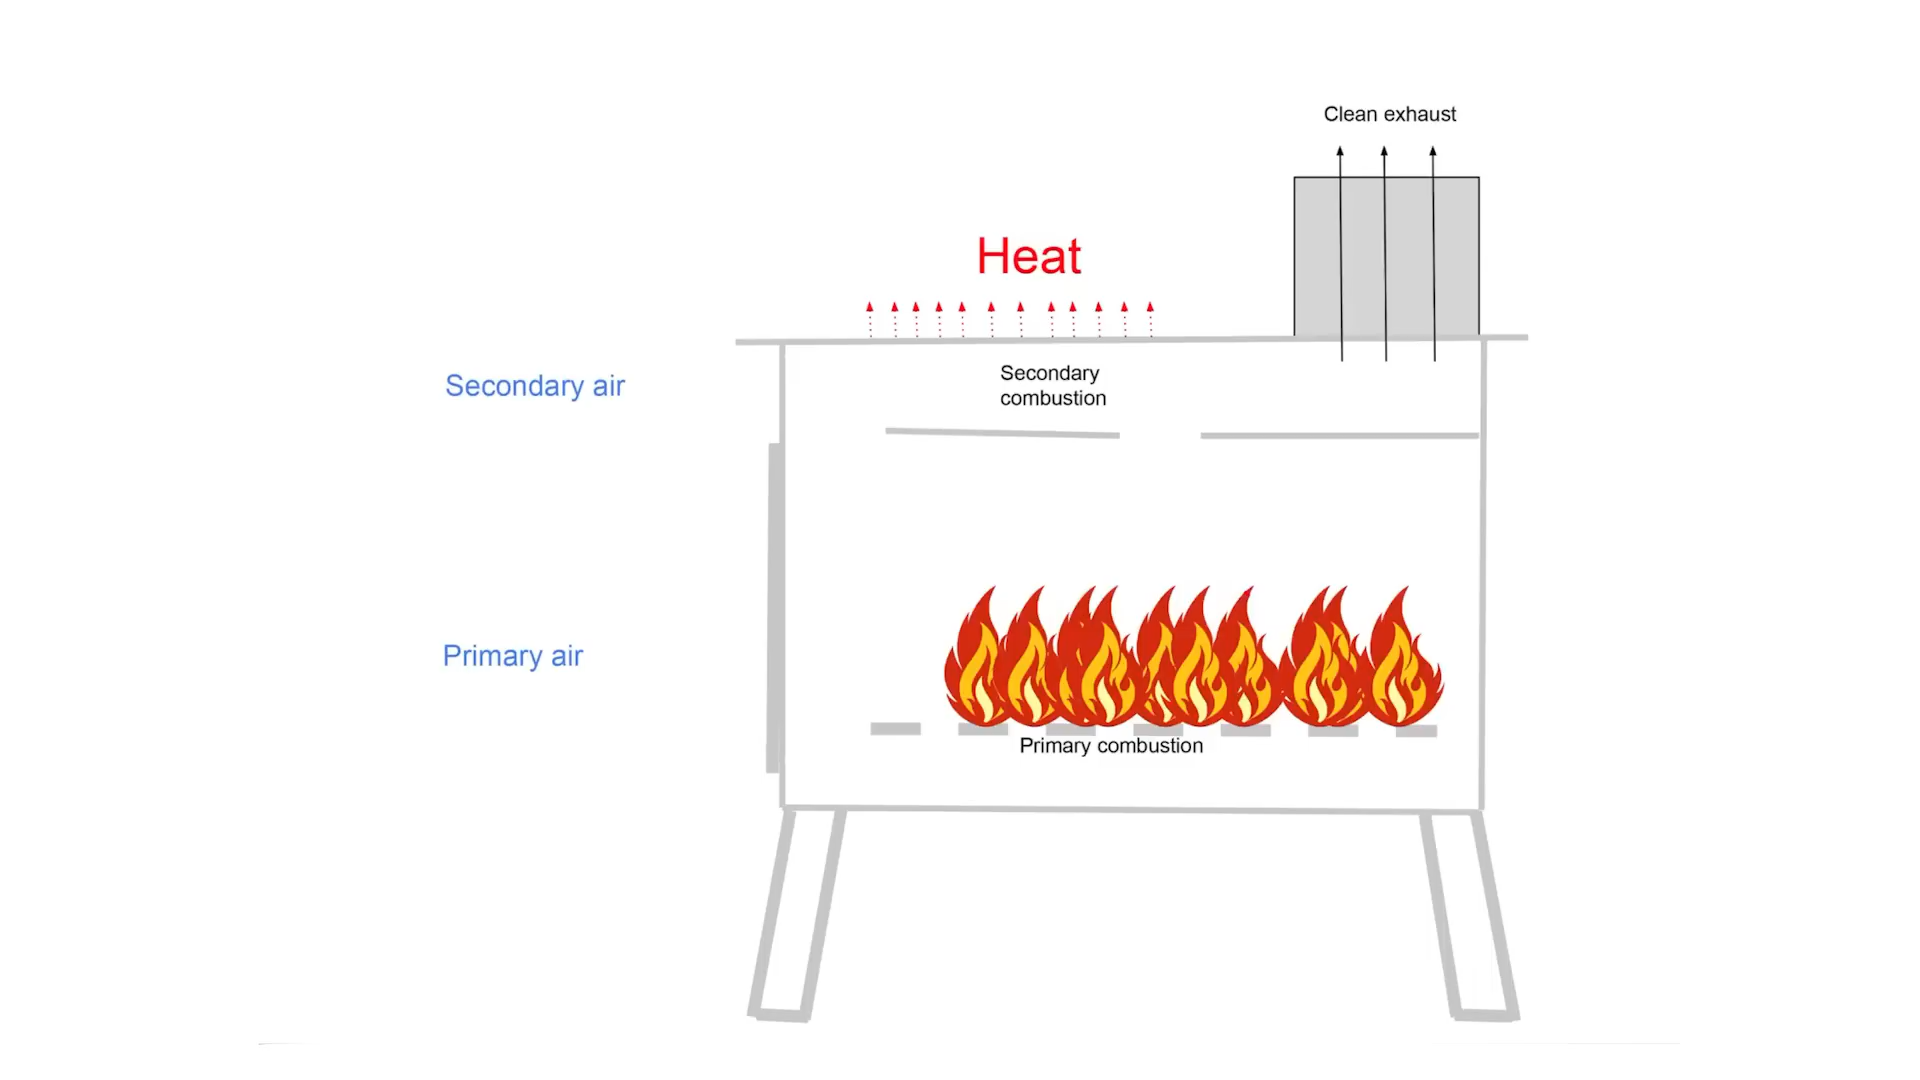 Clean exhaust
Heat
Secondary
combustion
Secondary air
Primary air
Primary combustion